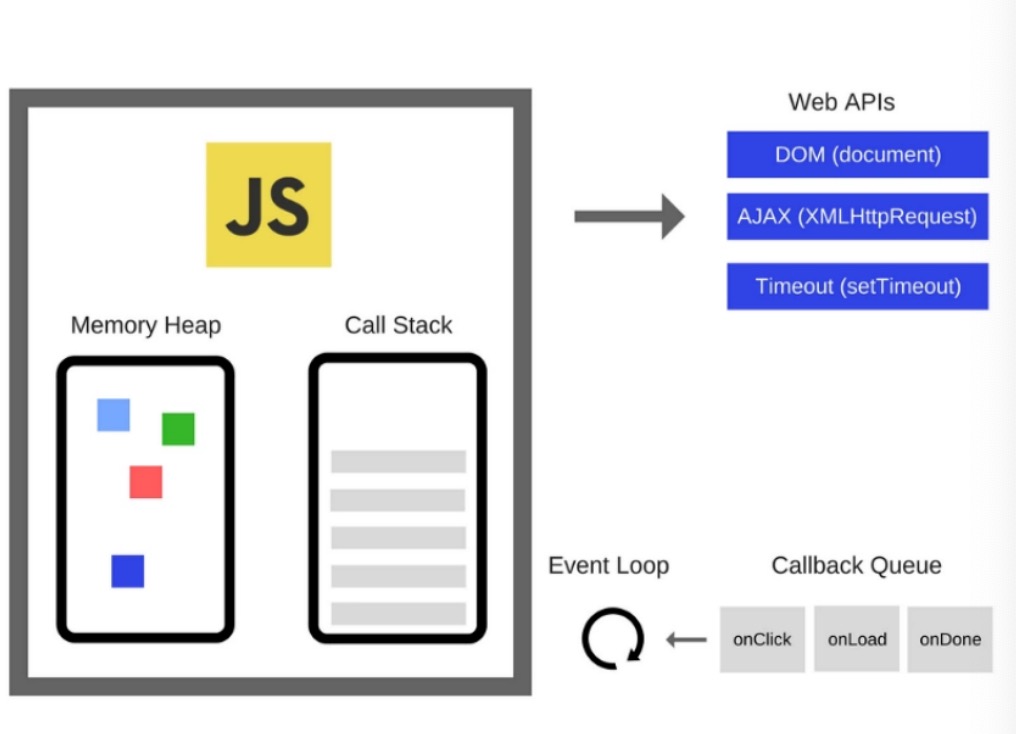 Web APIs
DOM (document)
JS
AJAX (XMLHttpRequest)
Timeout (setTimeout)
Memory Heap
Call Stack
Event Loop
Callback Queue
onClick
onLoad
onDone